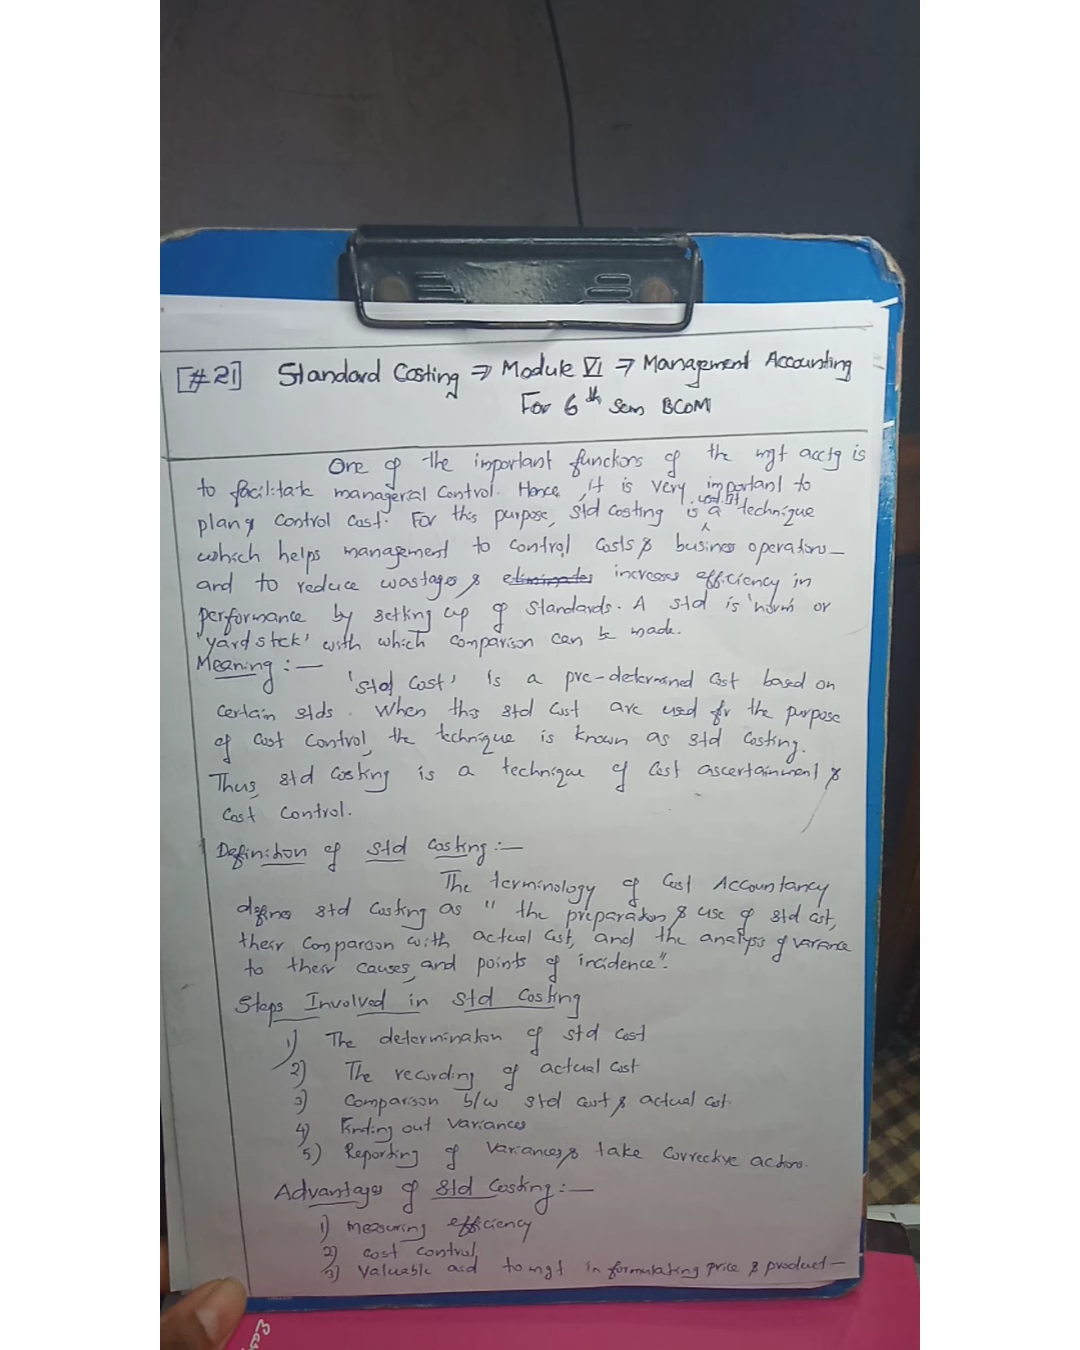 [#21] Standard Costing ⇒ Module VI ⇒ Management Accounting
For 6th Sem BCOM
One of the important functions of the mgt acctg is
to facilitate managerial control. Hence, it is very important to
plan & control cost. For this purpose, std costing is a useful technique
which helps management to control costs & business operations
and to reduce wastages & eliminates increases efficiency in
performance by setting up of standards. A std is 'norm' or
'yard stick' with which comparison can be made.
Meaning :—
'Std Cost' is a pre-determined cost based on
certain stds. When this std cost are used for the purpose
of cost control, the technique is known as std costing.
Thus, std costing is a technique of cost ascertainment &
cost control.
Definition of std costing :—
The terminology of Cost Accountancy
defines std costing as " the preparation & use of std cost,
their comparison with actual cost, and the analysis of variance
to their causes, and points of incidence".
Steps Involved in std costing
1) The determination of std cost
2) The recording of actual cost
3) Comparison b/w std cost & actual cost.
4) Finding out variances
5) Reporting of variances & take corrective actions.
Advantages of std costing :—
1) measuring efficiency
2) cost control
3) Valuable aid to mgt in formulating price & product —